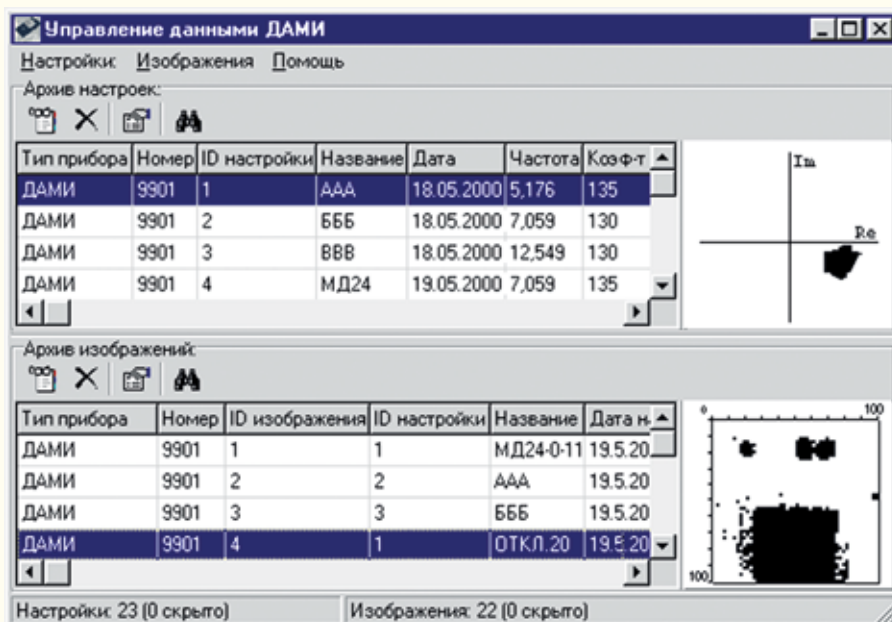 Управление данными ДАМИ
Настройки Изображения Помощь
Архив настроек:
Тип прибора Номер ID настройки Название Дата Частота Коэф-т
ДАМИ 9901 1 ААА 18.05.2000 5,176 135
ДАМИ 9901 2 БББ 18.05.2000 7,059 130
ДАМИ 9901 3 ВВВ 18.05.2000 12,549 130
ДАМИ 9901 4 МД24 19.05.2000 7,059 135
Im
Re
Архив изображений:
Тип прибора Номер ID изображения ID настройки Название Дата н
ДАМИ 9901 1 1 МД24-0-11 19.5.20
ДАМИ 9901 2 2 ААА 19.5.20
ДАМИ 9901 3 3 БББ 19.5.20
ДАМИ 9901 4 1 ОТКЛ.20 19.5.20
0 100
100
Настройки: 23 (0 скрыто) Изображения: 22 (0 скрыто)